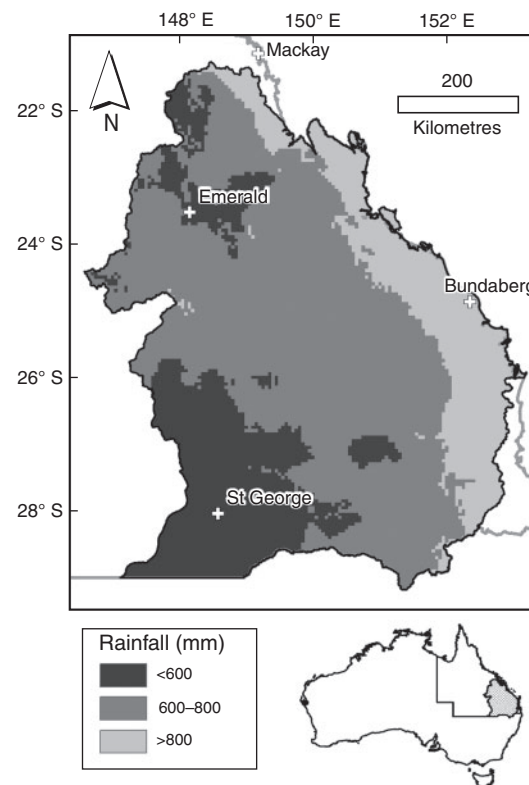 148° E 150° E 152° E
Mackay
200
Kilometres
N
22° S
Emerald
24° S
Bundaberg
26° S
St George
28° S
Rainfall (mm)
<600
600–800
>800